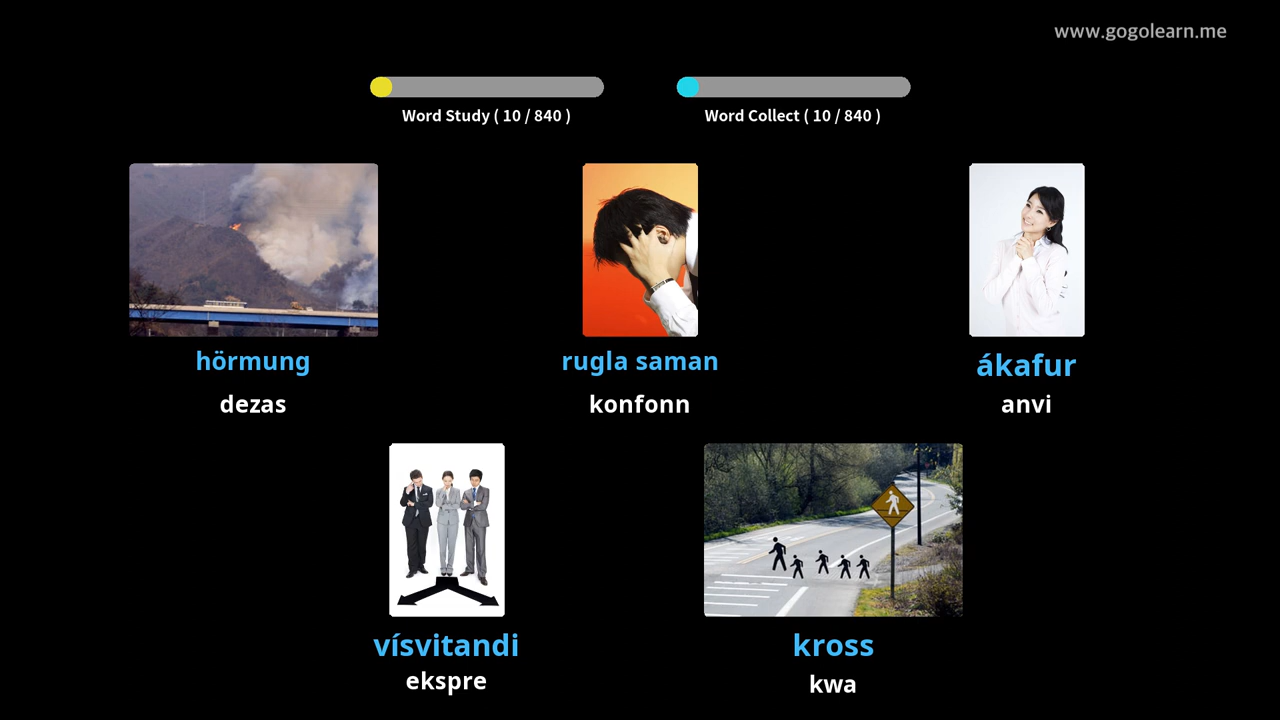 www.gogolearn.me
Word Study ( 10 / 840 )
Word Collect ( 10 / 840 )
hörmung
dezas
rugla saman
konfonn
ákafur
anvi
vísvitandi
ekspre
kross
kwa